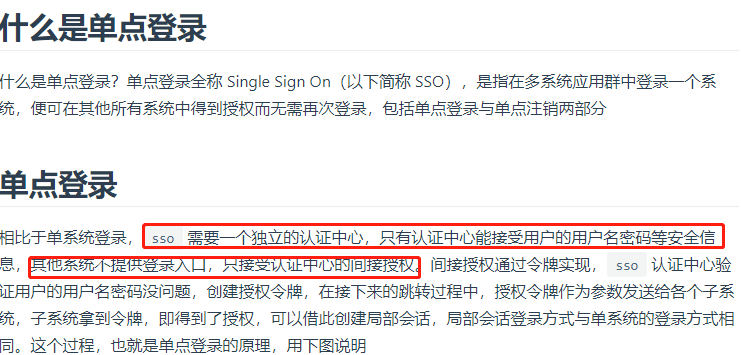 什么是单点登录
什么是单点登录？单点登录全称 Single Sign On（以下简称 SSO），是指在多系统应用群中登录一个系
统，便可在其他所有系统中得到授权而无需再次登录，包括单点登录与单点注销两部分
单点登录
相比于单系统登录，sso 需要一个独立的认证中心，只有认证中心能接受用户的用户名密码等安全信
息，其他系统不提供登录入口，只接受认证中心的间接授权。间接授权通过令牌实现，sso 认证中心验
证用户的用户名密码没问题，创建授权令牌，在接下来的跳转过程中，授权令牌作为参数发送给各个子系
统，子系统拿到令牌，即得到了授权，可以借此创建局部会话，局部会话登录方式与单系统的登录方式相
同。这个过程，也就是单点登录的原理，用下图说明